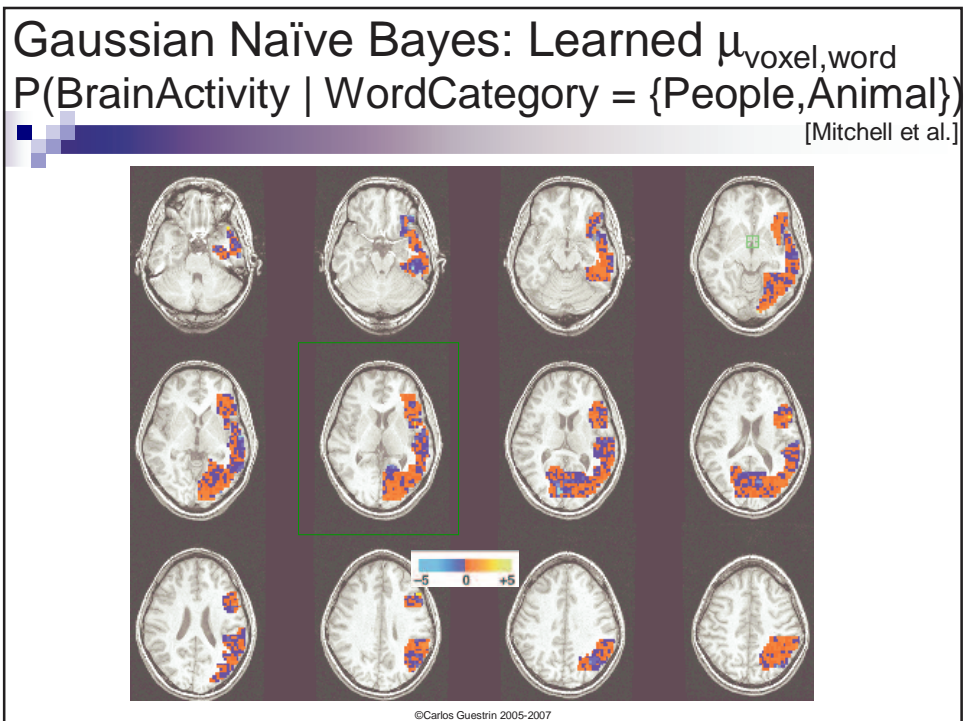 Gaussian Naïve Bayes: Learned μvoxel,word
P(BrainActivity | WordCategory = {People,Animal})
[Mitchell et al.]
-5 0 +5
©Carlos Guestrin 2005-2007